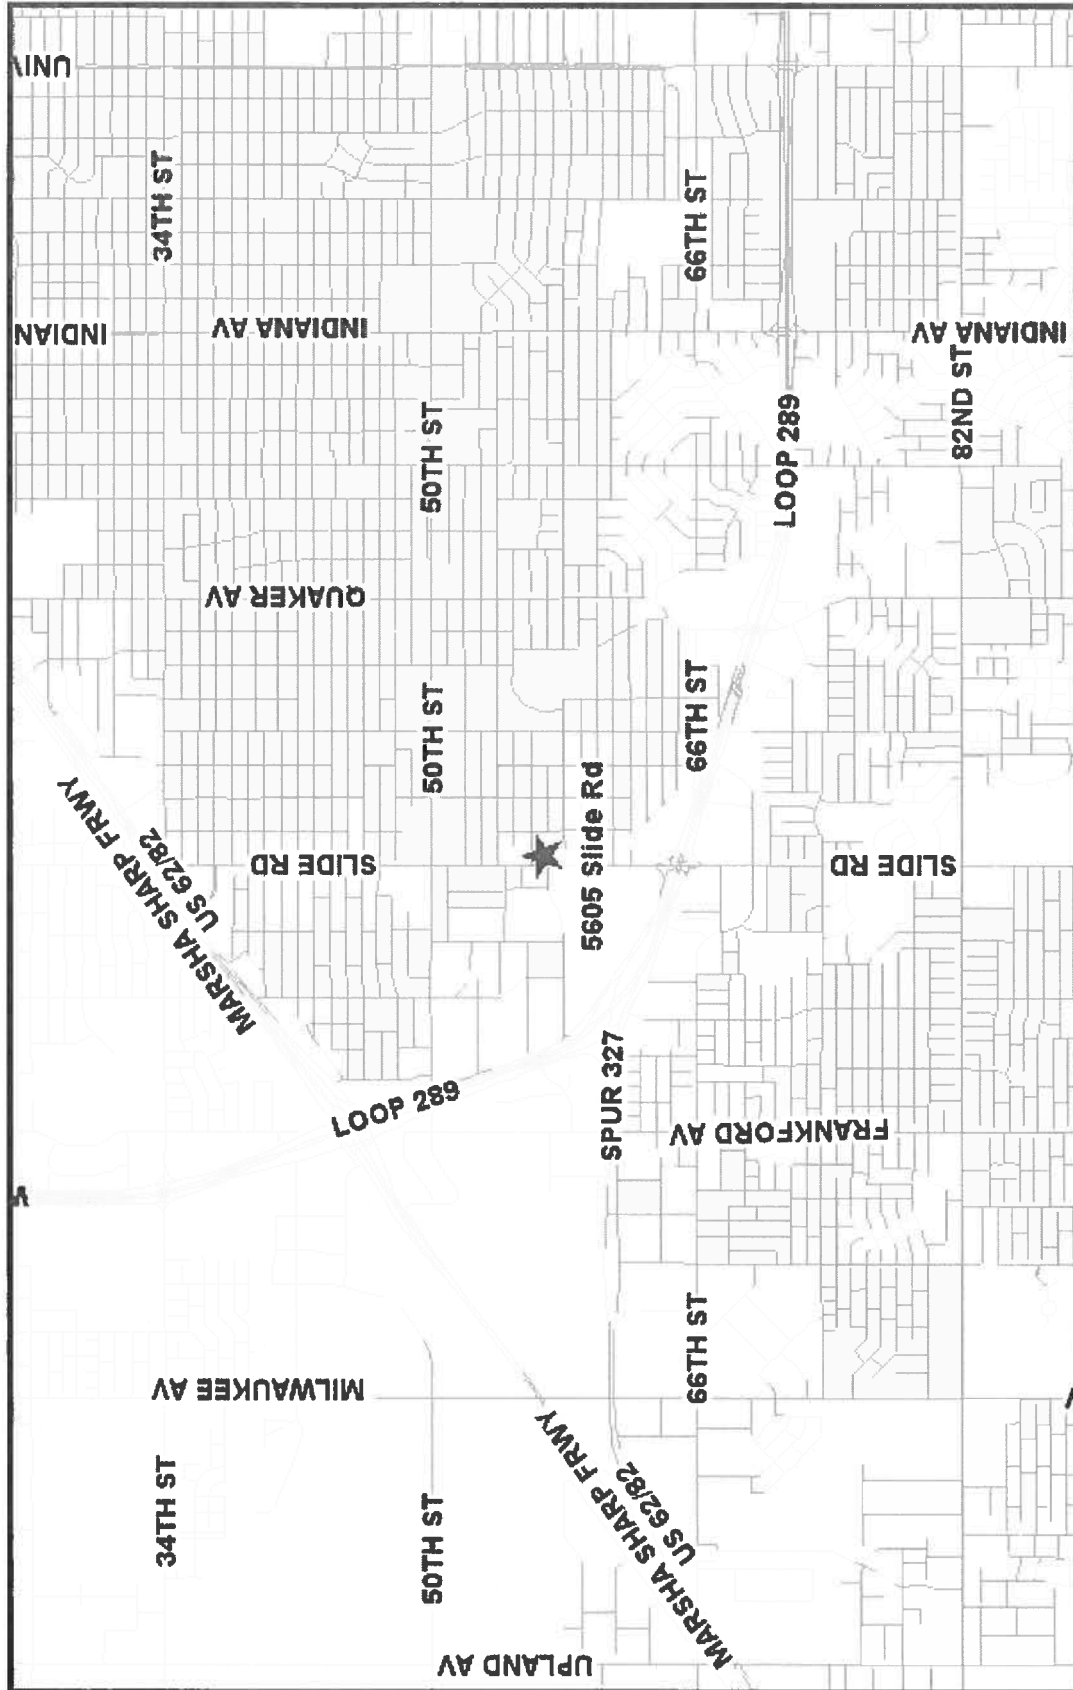 UNIV
34TH ST
66TH ST
INDIAN
INDIANA AV
INDIANA AV
82ND ST
50TH ST
LOOP 289
QUAKER AV
50TH ST
66TH ST
MARSHA SHARP FRWY
US 62/82
SLIDE RD
5605 Slide Rd
SLIDE RD
LOOP 289
SPUR 327
FRANKFORD AV
MILWAUKEE AV
66TH ST
34TH ST
50TH ST
MARSHA SHARP FRWY
US 62/82
UPLAND AV